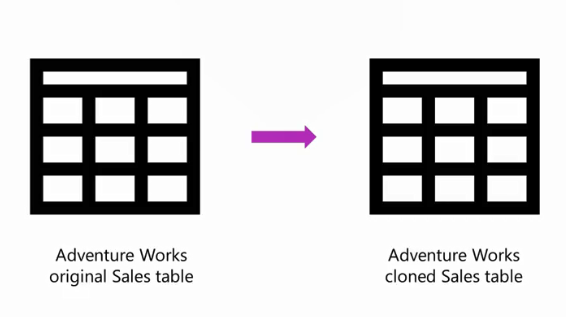 Adventure Works
original Sales table
Adventure Works
cloned Sales table